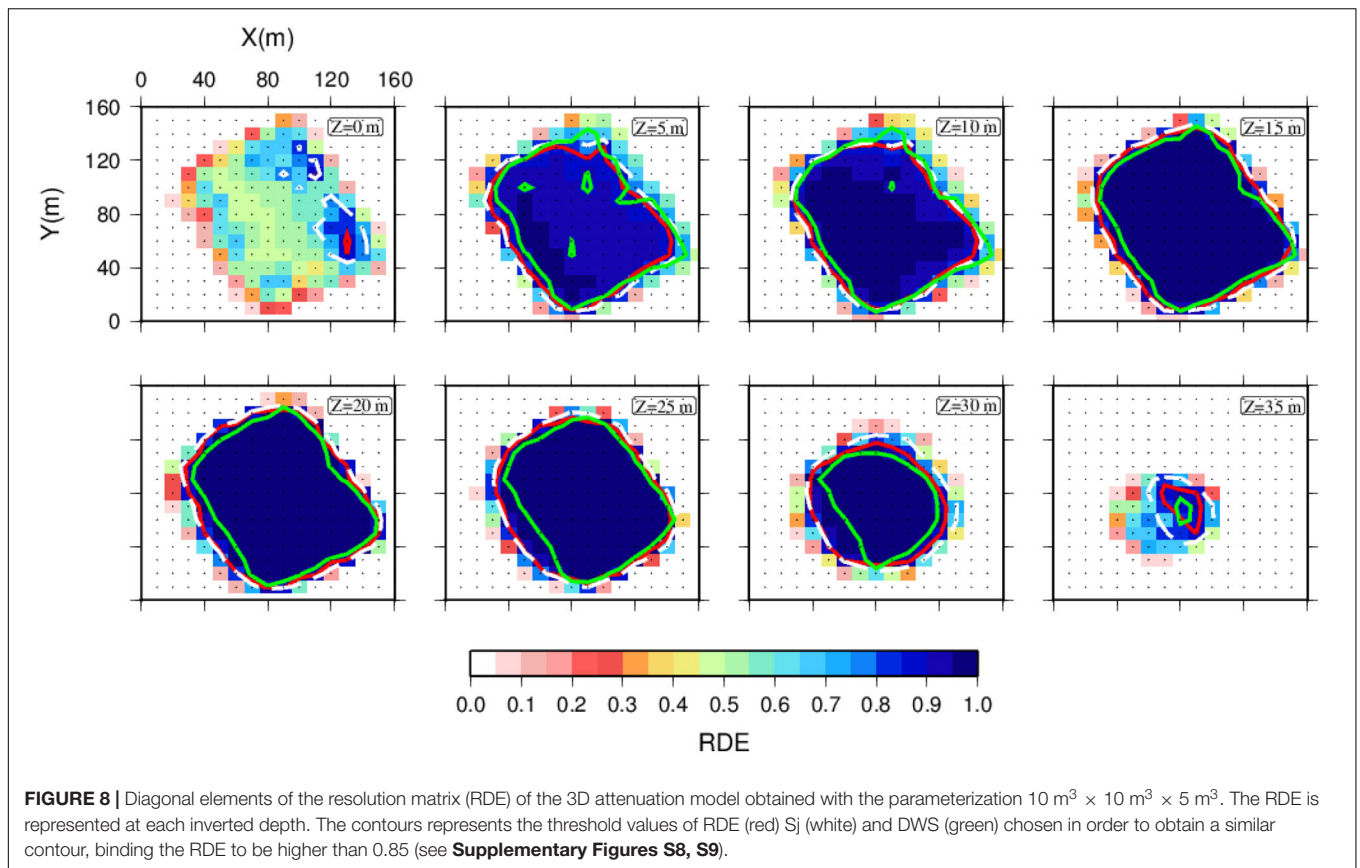 X(m)
0 40 80 120 160
Y(m)
160
120
80
40
0
Z=0 m
Z=5 m
Z=10 m
Z=15 m
Z=20 m
Z=25 m
Z=30 m
Z=35 m
0.0 0.1 0.2 0.3 0.4 0.5 0.6 0.7 0.8 0.9 1.0
RDE
FIGURE 8 | Diagonal elements of the resolution matrix (RDE) of the 3D attenuation model obtained with the parameterization 10 m³ × 10 m³ × 5 m³. The RDE is
represented at each inverted depth. The contours represents the threshold values of RDE (red) Sj (white) and DWS (green) chosen in order to obtain a similar
contour, binding the RDE to be higher than 0.85 (see Supplementary Figures S8, S9).